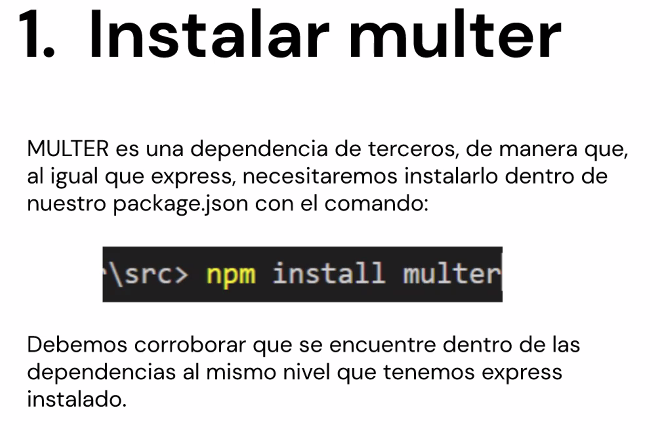 1. Instalar multer
MULTER es una dependencia de terceros, de manera que,
al igual que express, necesitaremos instalarlo dentro de
nuestro package.json con el comando:
\src> npm install multer
Debemos corroborar que se encuentre dentro de las
dependencias al mismo nivel que tenemos express
instalado.